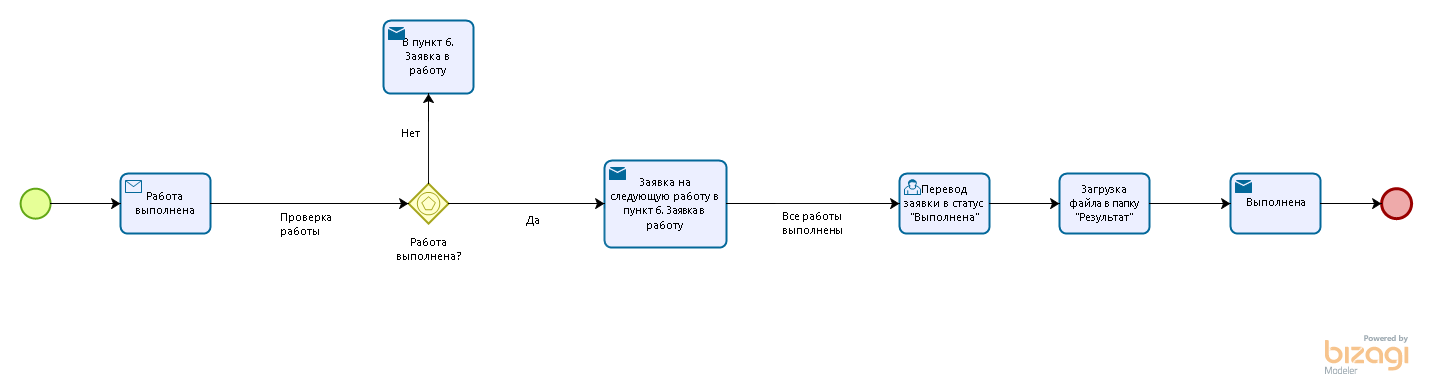 В пункт 6.
Заявка в
работу
Нет
Работа
выполнена
Проверка
работы
Работа
выполнена?
Да
Заявка на
следующую работу в
пункт 6. Заявка в
работу
Все работы
выполнены
Перевод
заявки в статус
"Выполнена"
Загрузка
файла в папку
"Результат"
Выполнена
Powered by
bizagi
Modeler